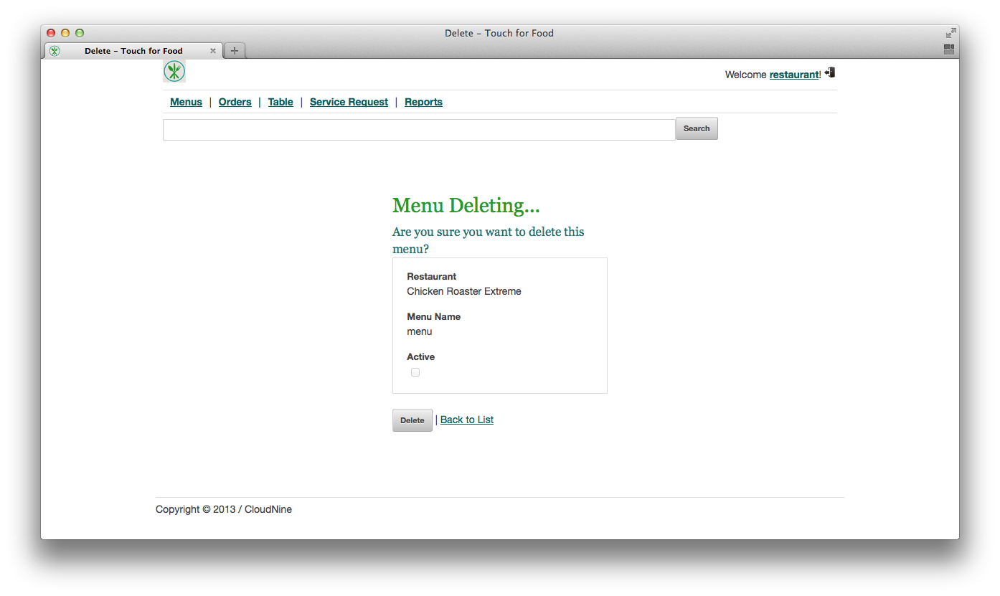 Delete – Touch for Food
Delete – Touch for Food
Welcome restaurant!
Menus | Orders | Table | Service Request | Reports
Search
Menu Deleting...
Are you sure you want to delete this
menu?
Restaurant
Chicken Roaster Extreme
Menu Name
menu
Active
Delete | Back to List
Copyright © 2013 / CloudNine